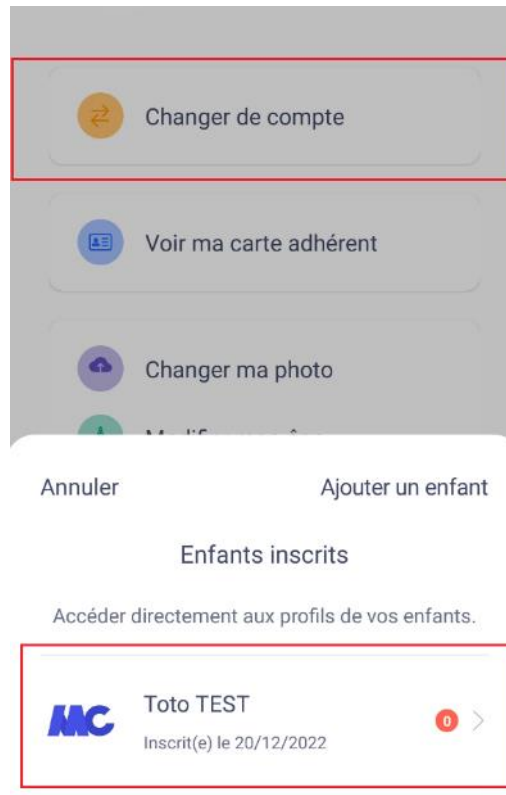 Changer de compte
Voir ma carte adhérent
Changer ma photo
Annuler
Ajouter un enfant
Enfants inscrits
Accéder directement aux profils de vos enfants.
MC
Toto TEST
0
Inscrit(e) le 20/12/2022